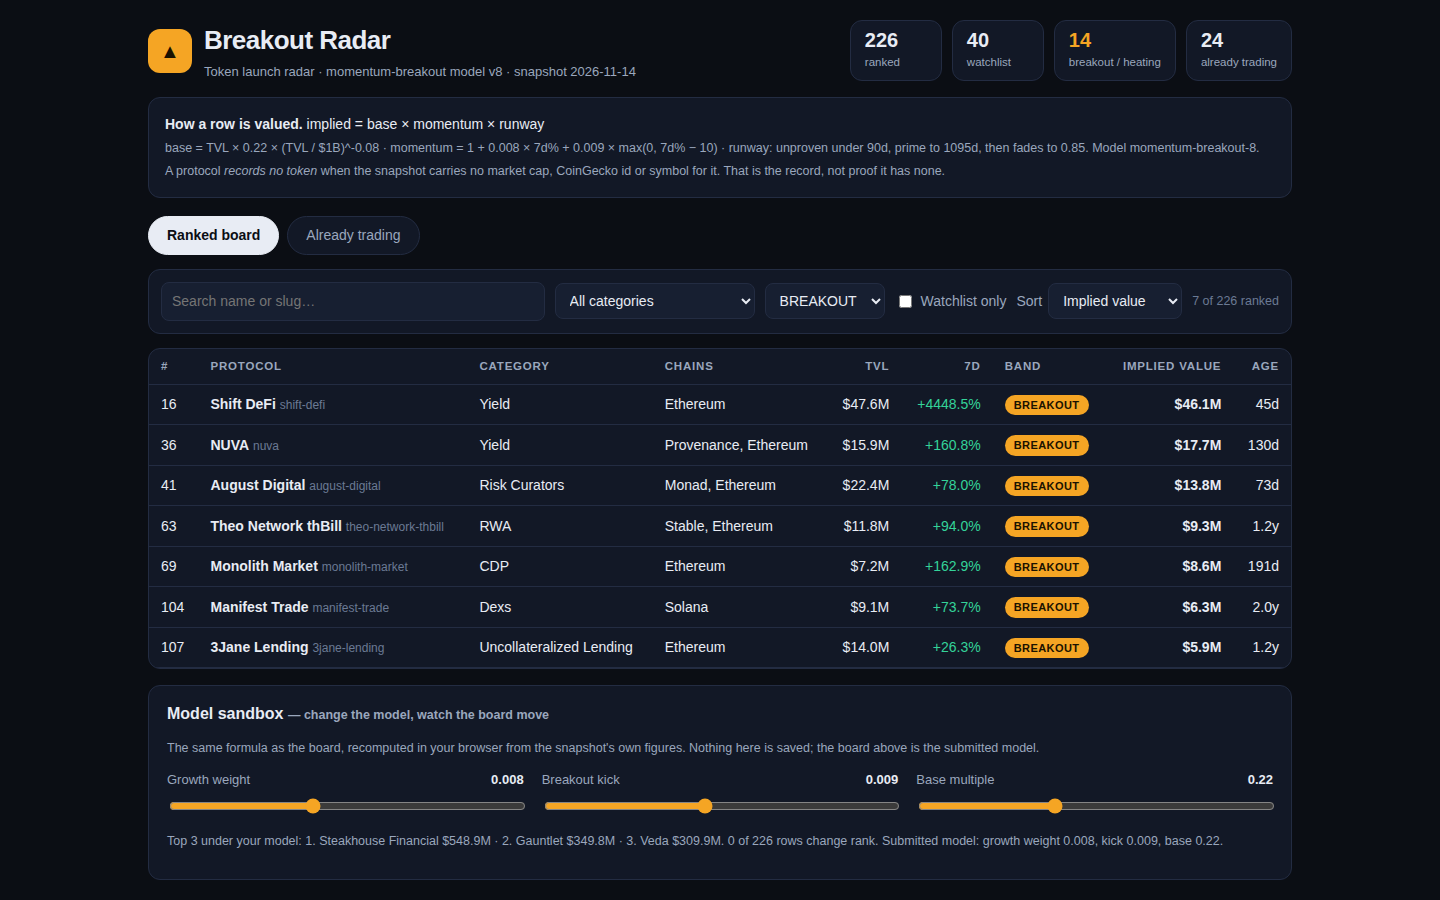 ▲ Breakout Radar
Token launch radar · momentum-breakout model v8 · snapshot 2026-11-14
226 ranked
40 watchlist
14 breakout / heating
24 already trading
How a row is valued. implied = base × momentum × runway
base = TVL × 0.22 × (TVL / $1B)^-0.08 · momentum = 1 + 0.008 × 7d% + 0.009 × max(0, 7d% − 10) · runway: unproven under 90d, prime to 1095d, then fades to 0.85. Model momentum-breakout-8.
A protocol records no token when the snapshot carries no market cap, CoinGecko id or symbol for it. That is the record, not proof it has none.
Ranked board Already trading
Search name or slug… All categories BREAKOUT Watchlist only Sort Implied value 7 of 226 ranked
# PROTOCOL CATEGORY CHAINS TVL 7D BAND IMPLIED VALUE AGE
16 Shift DeFi shift-defi Yield Ethereum $47.6M +4448.5% BREAKOUT $46.1M 45d
36 NUVA nuva Yield Provenance, Ethereum $15.9M +160.8% BREAKOUT $17.7M 130d
41 August Digital august-digital Risk Curators Monad, Ethereum $22.4M +78.0% BREAKOUT $13.8M 73d
63 Theo Network thBill theo-network-thbill RWA Stable, Ethereum $11.8M +94.0% BREAKOUT $9.3M 1.2y
69 Monolith Market monolith-market CDP Ethereum $7.2M +162.9% BREAKOUT $8.6M 191d
104 Manifest Trade manifest-trade Dexs Solana $9.1M +73.7% BREAKOUT $6.3M 2.0y
107 3Jane Lending 3jane-lending Uncollateralized Lending Ethereum $14.0M +26.3% BREAKOUT $5.9M 1.2y
Model sandbox — change the model, watch the board move
The same formula as the board, recomputed in your browser from the snapshot's own figures. Nothing here is saved; the board above is the submitted model.
Growth weight 0.008 Breakout kick 0.009 Base multiple 0.22
Top 3 under your model: 1. Steakhouse Financial $548.9M · 2. Gauntlet $349.8M · 3. Veda $309.9M. 0 of 226 rows change rank. Submitted model: growth weight 0.008, kick 0.009, base 0.22.